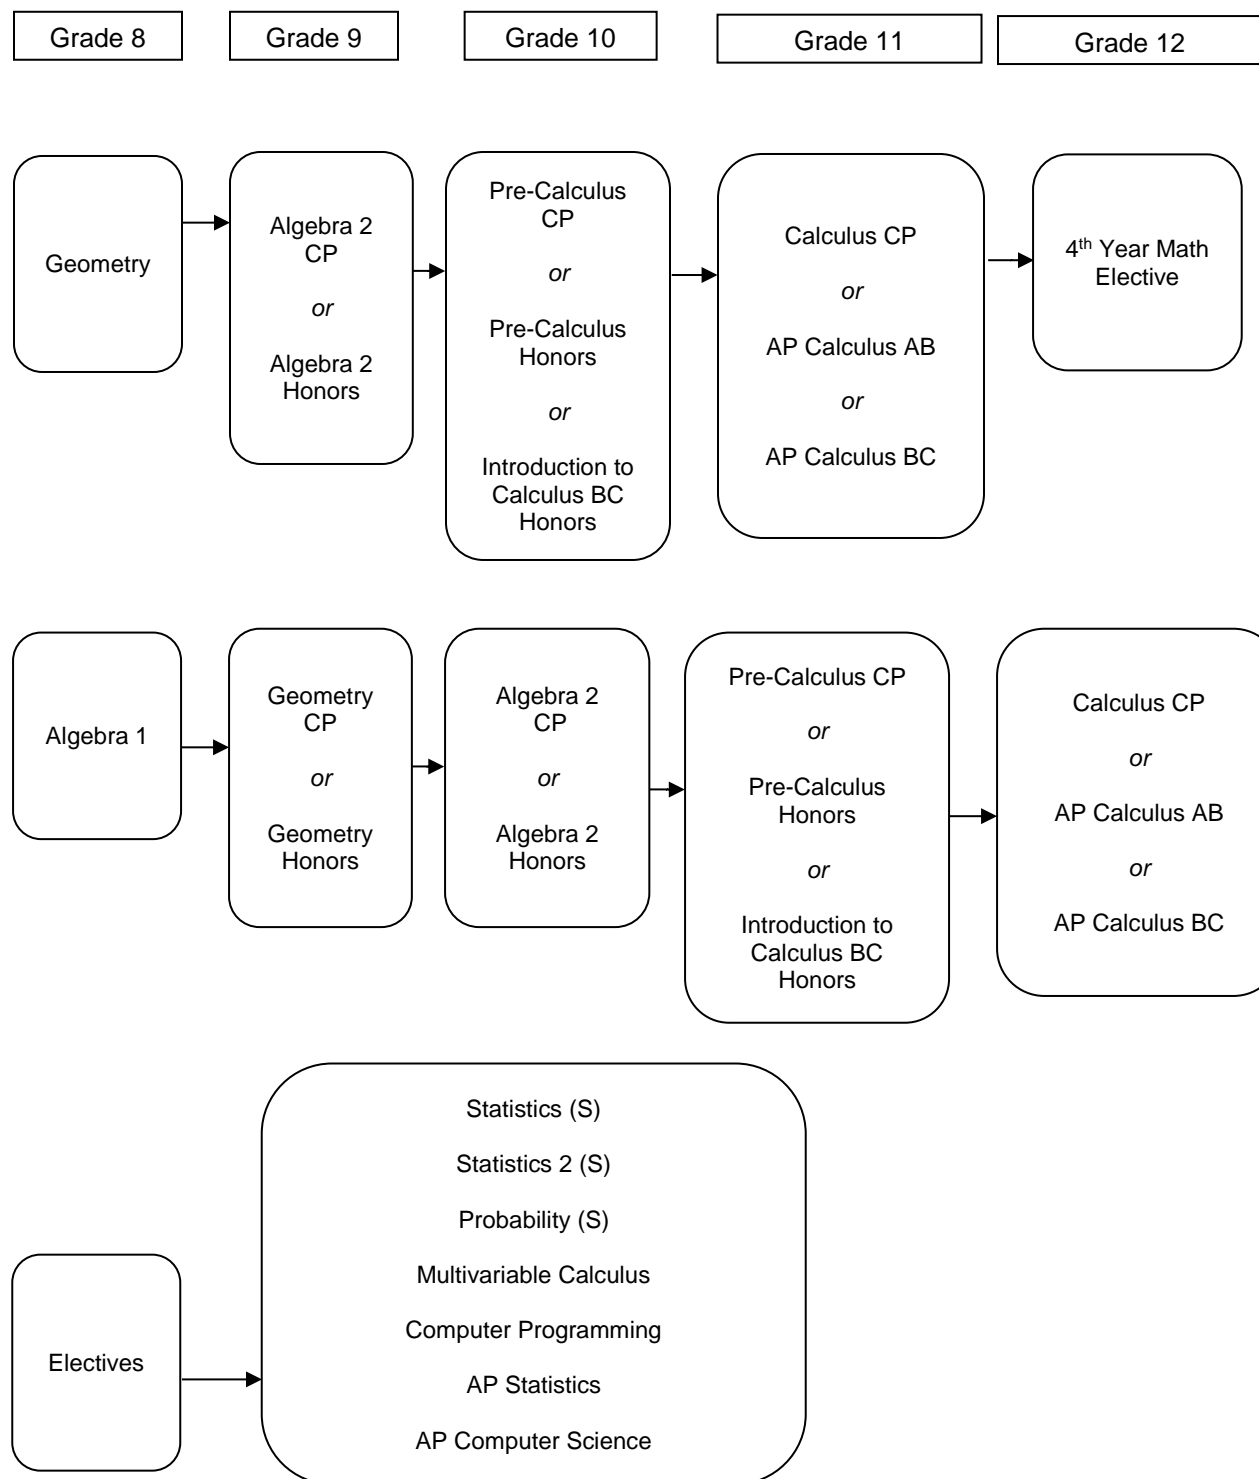 Grade 8
Grade 9
Grade 10
Grade 11
Grade 12
Geometry
Algebra 2
CP
or
Algebra 2
Honors
Pre-Calculus
CP
or
Pre-Calculus
Honors
or
Introduction to
Calculus BC
Honors
Calculus CP
or
AP Calculus AB
or
AP Calculus BC
4th Year Math
Elective
Algebra 1
Geometry
CP
or
Geometry
Honors
Algebra 2
CP
or
Algebra 2
Honors
Pre-Calculus CP
or
Pre-Calculus
Honors
or
Introduction to
Calculus BC
Honors
Calculus CP
or
AP Calculus AB
or
AP Calculus BC
Electives
Statistics (S)
Statistics 2 (S)
Probability (S)
Multivariable Calculus
Computer Programming
AP Statistics
AP Computer Science